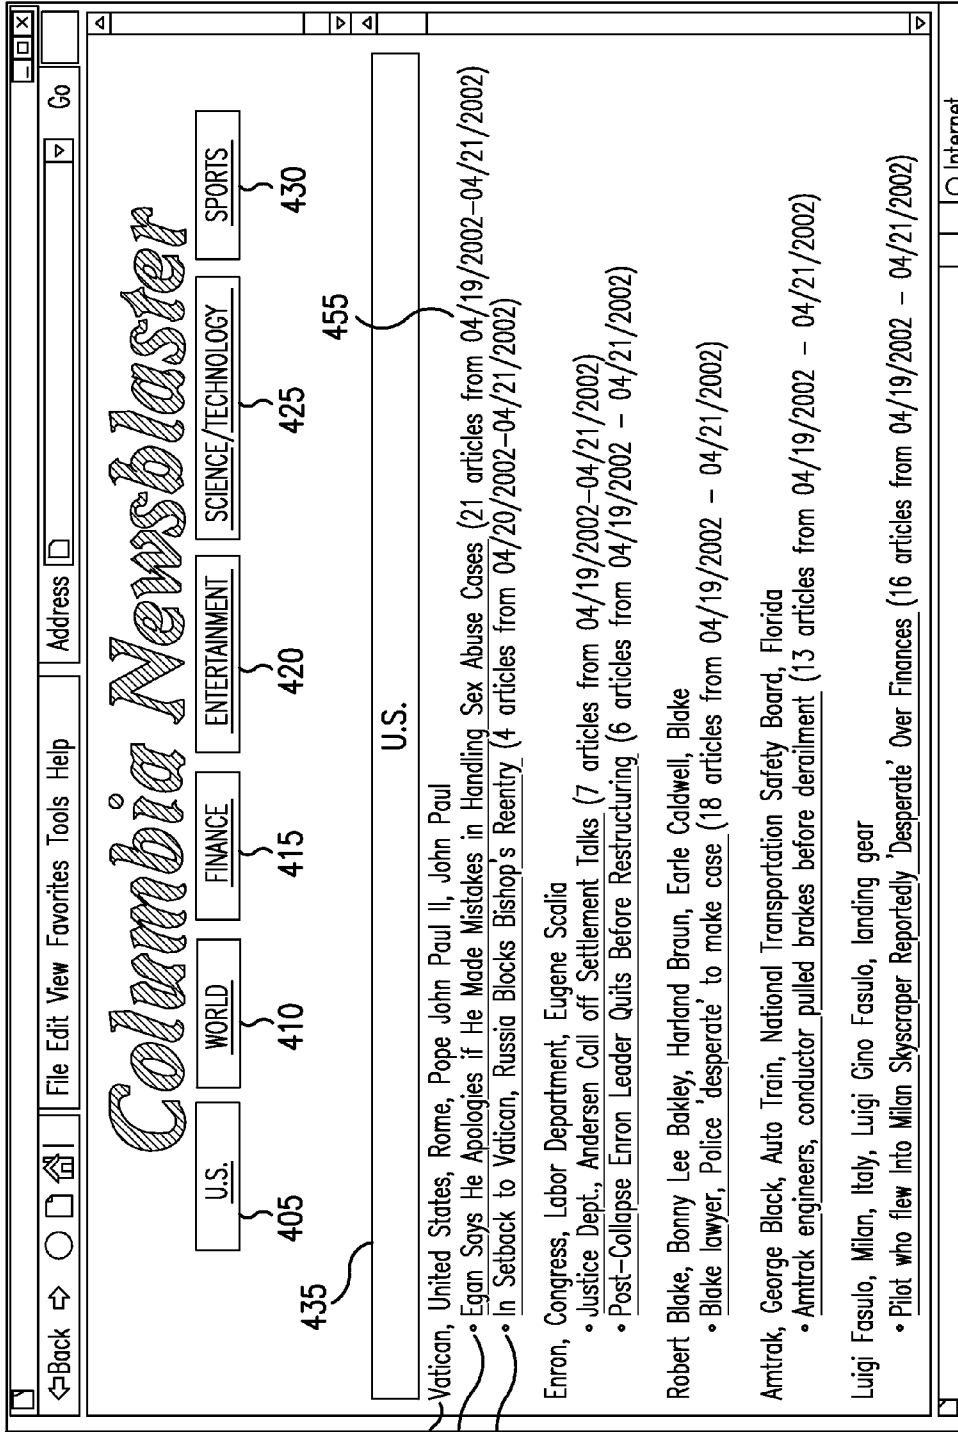 Back File Edit View Favorites Tools Help Address Go
Columbia Newsblaster
U.S. WORLD FINANCE ENTERTAINMENT SCIENCE/TECHNOLOGY SPORTS
405 410 415 420 425 430
435
455
U.S.
Vatican, United States, Rome, Pope John Paul II, John Paul
• Egan Says He Apologies if He Made Mistakes in Handling Sex Abuse Cases (21 articles from 04/19/2002-04/21/2002)
• In Setback to Vatican, Russia Blocks Bishop's Reentry (4 articles from 04/20/2002-04/21/2002)
Enron, Congress, Labor Department, Eugene Scalia
• Justice Dept., Andersen Call off Settlement Talks (7 articles from 04/19/2002-04/21/2002)
• Post-Collapse Enron Leader Quits Before Restructuring (6 articles from 04/19/2002 - 04/21/2002)
Robert Blake, Bonny Lee Bakley, Harland Braun, Earle Caldwell, Blake
• Blake lawyer, Police 'desperate' to make case (18 articles from 04/19/2002 - 04/21/2002)
Amtrak, George Black, Auto Train, National Transportation Safety Board, Florida
• Amtrak engineers, conductor pulled brakes before derailment (13 articles from 04/19/2002 - 04/21/2002)
Luigi Fasulo, Milan, Italy, Luigi Gino Fasulo, landing gear
• Pilot who flew Into Milan Skyscraper Reportedly 'Desperate' Over Finances (16 articles from 04/19/2002 - 04/21/2002)
Internet